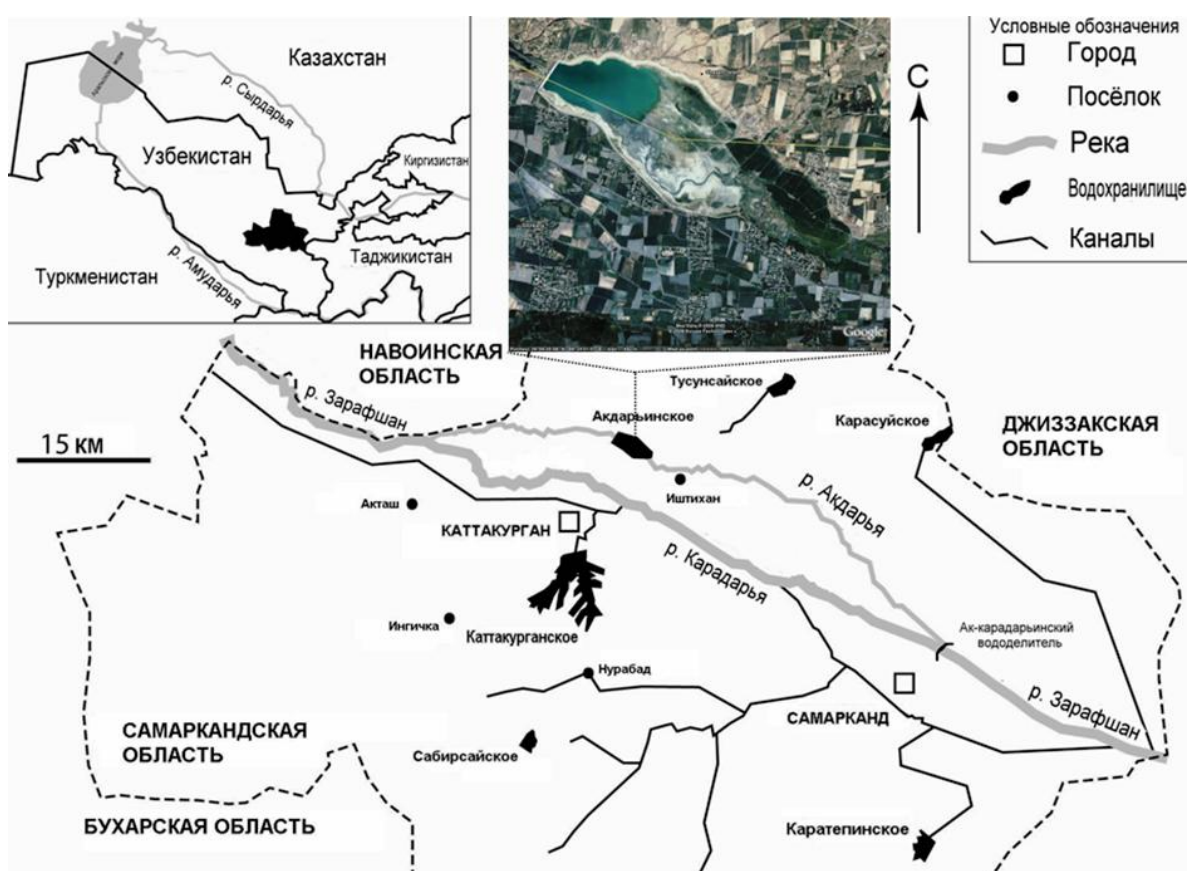 Казахстан
р. Сырдарья
Узбекистан
Киргизистан
Таджикистан
Туркменистан
р. Амударья
Google
С
Условные обозначения
Город
Посёлок
Река
Водохранилище
Каналы
НАВОИНСКАЯ
ОБЛАСТЬ
р. Зарафшан
15 КМ
Тусунсайское
Акдарьинское
Карасуйское
ДЖИЗЗАКСКАЯ
ОБЛАСТЬ
Иштихан
р. Акдарья
Акташ
КАТТАКУРГАН
р. Карадарья
Ингичка
Каттакурганское
Ак-карадарьинский
вододелитель
Нурабад
р. Зарафшан
САМАРКАНД
САМАРКАНДСКАЯ
ОБЛАСТЬ
Сабирсайское
БУХАРСКАЯ ОБЛАСТЬ
Каратепинское